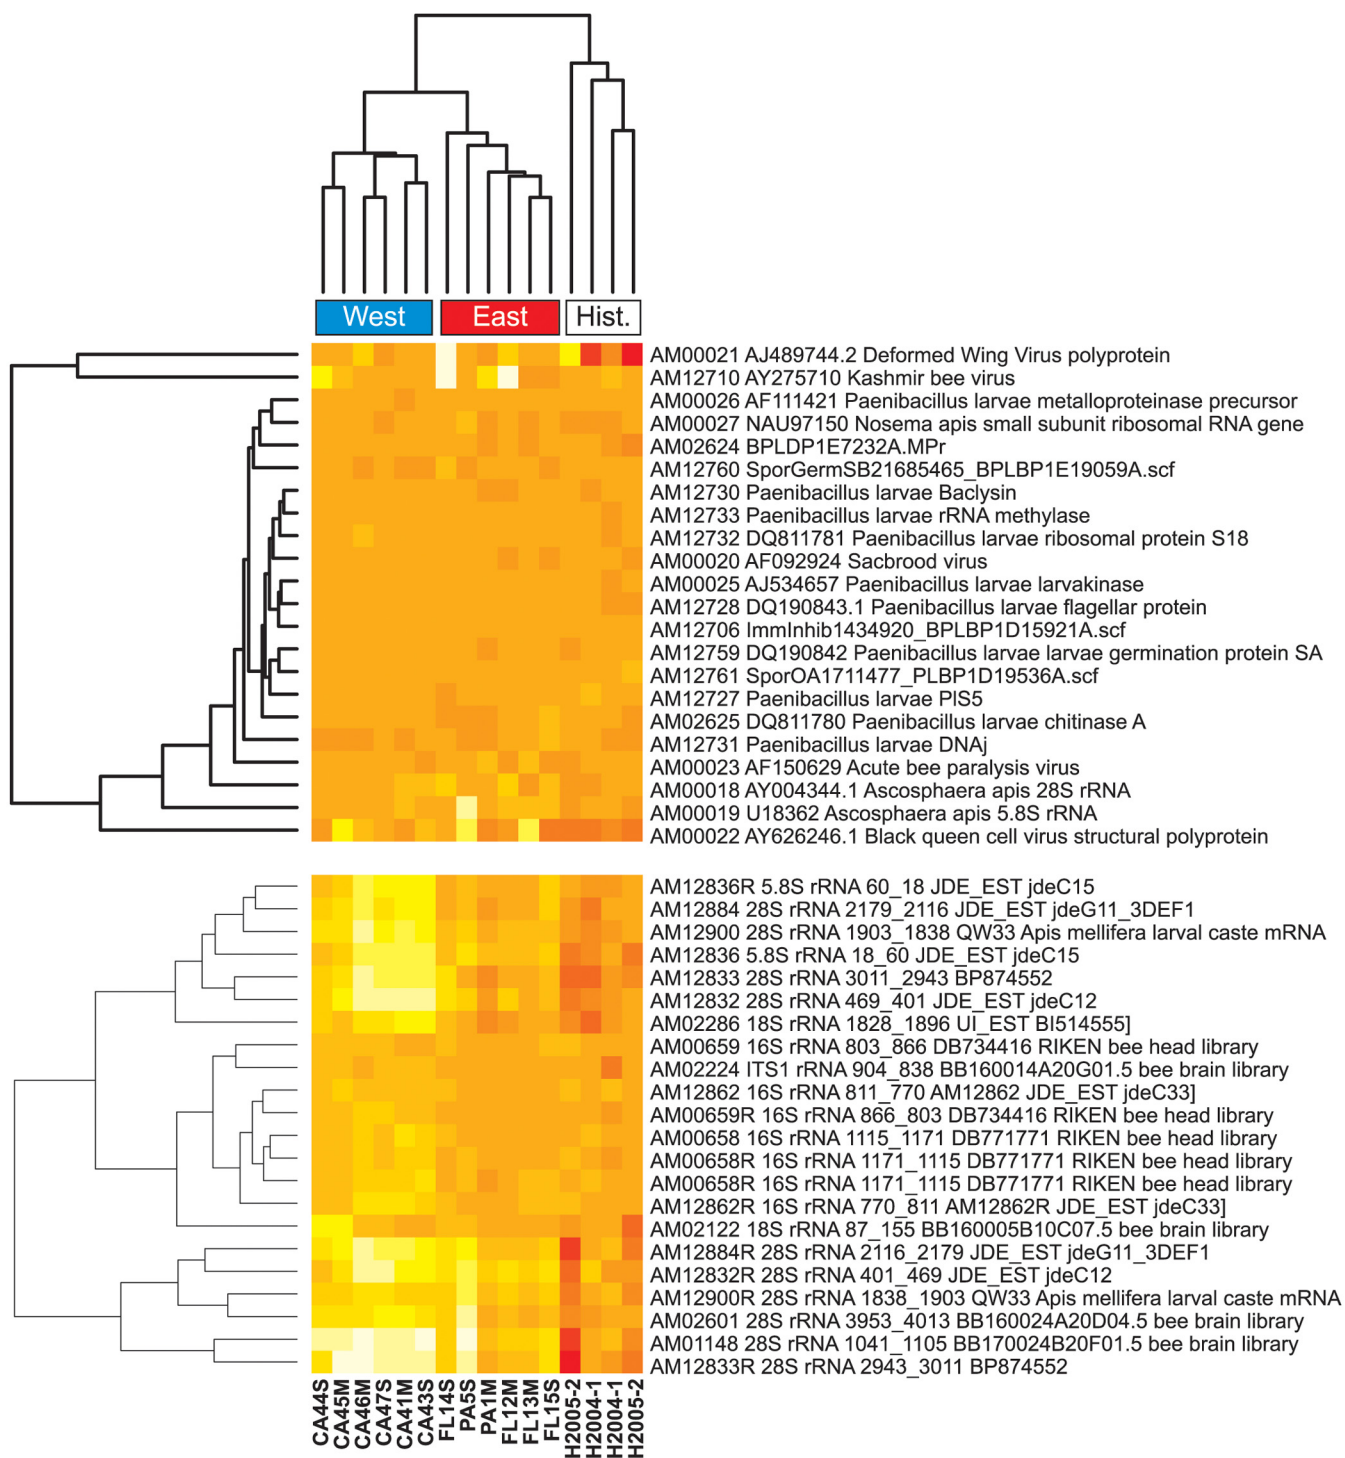 West East Hist.
AM00021 AJ489744.2 Deformed Wing Virus polyprotein
AM12710 AY275710 Kashmir bee virus
AM00026 AF111421 Paenibacillus larvae metalloproteinase precursor
AM00027 NAU97150 Nosema apis small subunit ribosomal RNA gene
AM02624 BPLDP1E7232A.MPr
AM12760 SporGermSB21685465_BPLBP1E19059A.scf
AM12730 Paenibacillus larvae Baclysin
AM12733 Paenibacillus larvae rRNA methylase
AM12732 DQ811781 Paenibacillus larvae ribosomal protein S18
AM00020 AF092924 Sacbrood virus
AM00025 AJ534657 Paenibacillus larvae larvakinase
AM12728 DQ190843.1 Paenibacillus larvae flagellar protein
AM12706 ImmInhib1434920_BPLBP1D15921A.scf
AM12759 DQ190842 Paenibacillus larvae larvae germination protein SA
AM12761 SporOA1711477_PLBP1D19536A.scf
AM12727 Paenibacillus larvae PlS5
AM02625 DQ811780 Paenibacillus larvae chitinase A
AM12731 Paenibacillus larvae DNAj
AM00023 AF150629 Acute bee paralysis virus
AM00018 AY004344.1 Ascosphaera apis 28S rRNA
AM00019 U18362 Ascosphaera apis 5.8S rRNA
AM00022 AY626246.1 Black queen cell virus structural polyprotein
AM12836R 5.8S rRNA 60_18 JDE_EST jdeC15
AM12884 28S rRNA 2179_2116 JDE_EST jdeG11_3DEF1
AM12900 28S rRNA 1903_1838 QW33 Apis mellifera larval caste mRNA
AM12836 5.8S rRNA 18_60 JDE_EST jdeC15
AM12833 28S rRNA 3011_2943 BP874552
AM12832 28S rRNA 469_401 JDE_EST jdeC12
AM02286 18S rRNA 1828_1896 UI_EST BI514555]
AM00659 16S rRNA 803_866 DB734416 RIKEN bee head library
AM02224 ITS1 rRNA 904_838 BB160014A20G01.5 bee brain library
AM12862 16S rRNA 811_770 AM12862 JDE_EST jdeC33]
AM00659R 16S rRNA 866_803 DB734416 RIKEN bee head library
AM00658 16S rRNA 1115_1171 DB771771 RIKEN bee head library
AM00658R 16S rRNA 1171_1115 DB771771 RIKEN bee head library
AM00658R 16S rRNA 1171_1115 DB771771 RIKEN bee head library
AM12862R 16S rRNA 770_811 AM12862R JDE_EST jdeC33]
AM02122 18S rRNA 87_155 BB160005B10C07.5 bee brain library
AM12884R 28S rRNA 2116_2179 JDE_EST jdeG11_3DEF1
AM12832R 28S rRNA 401_469 JDE_EST jdeC12
AM12900R 28S rRNA 1838_1903 QW33 Apis mellifera larval caste mRNA
AM02601 28S rRNA 3953_4013 BB160024A20D04.5 bee brain library
AM01148 28S rRNA 1041_1105 BB170024B20F01.5 bee brain library
AM12833R 28S rRNA 2943_3011 BP874552
CA44S
CA45M
CA46M
CA47S
CA41M
CA43S
FL14S
PA5S
PA1M
FL12M
FL13M
FL15S
H2005-2
H2004-1
H2004-1
H2005-2